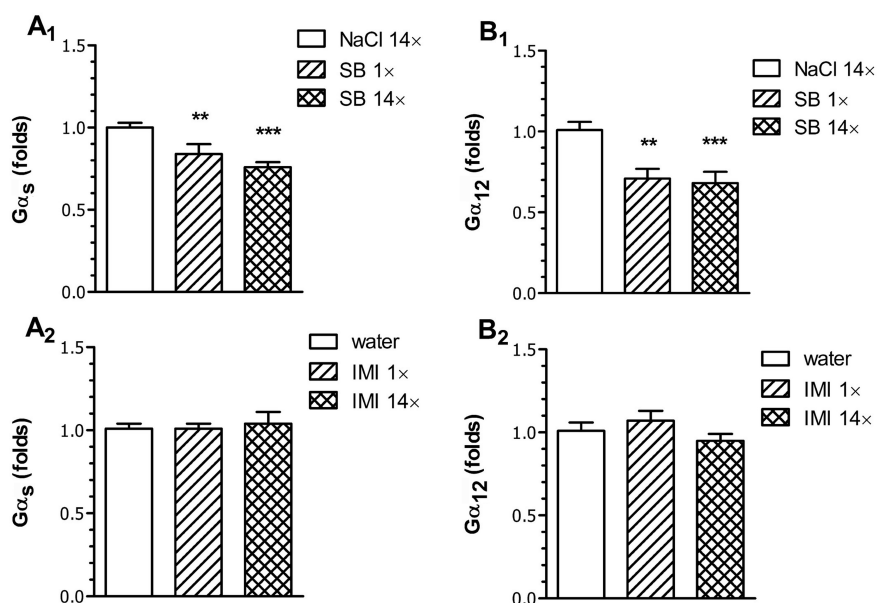 A1
1.5
1.0
0.5
0.0
Gαs (folds)
NaCl 14×
SB 1×
SB 14×
**
***
B1
1.5
1.0
0.5
0.0
Gα12 (folds)
NaCl 14×
SB 1×
SB 14×
**
***
A2
1.5
1.0
0.5
0.0
Gαs (folds)
water
IMI 1×
IMI 14×
B2
1.5
1.0
0.5
0.0
Gα12 (folds)
water
IMI 1×
IMI 14×